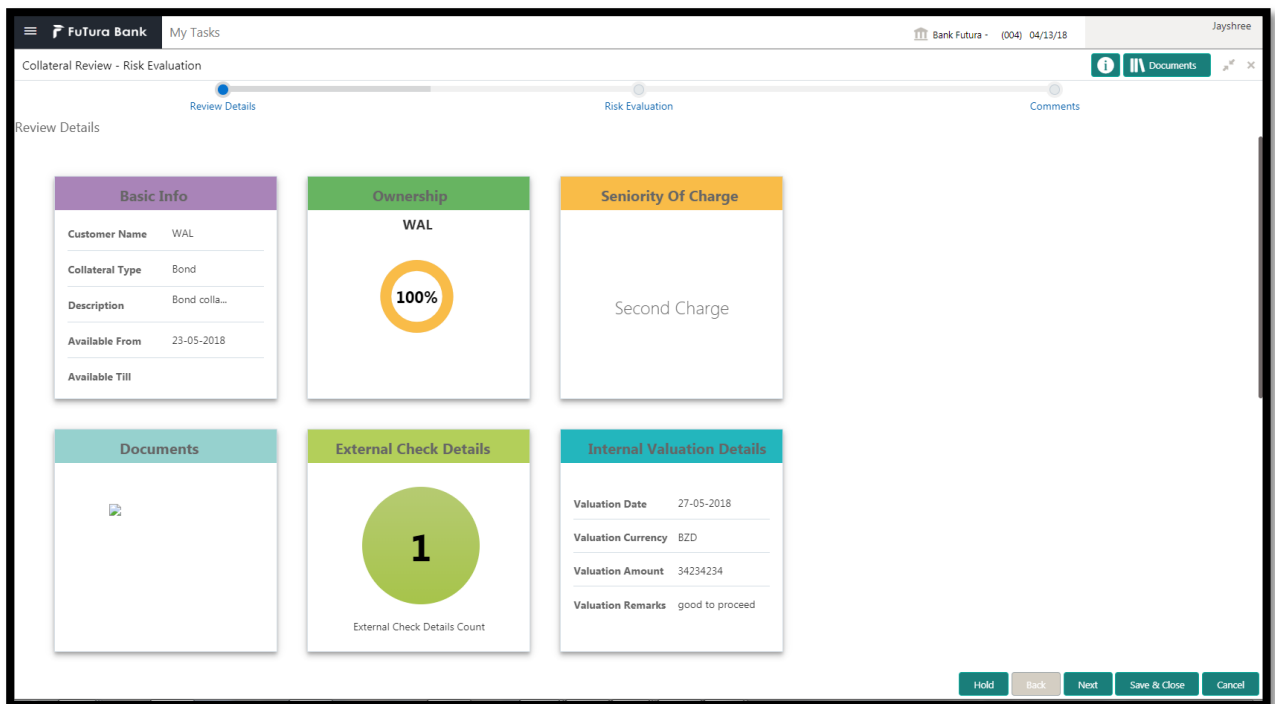 FuTura Bank My Tasks Bank Futura - (004) 04/13/18 Jayshree
Collateral Review - Risk Evaluation i Documents
Review Details Risk Evaluation Comments
Review Details
Basic Info
Customer Name WAL
Collateral Type Bond
Description Bond colla...
Available From 23-05-2018
Available Till
Ownership
WAL
100%
Seniority Of Charge
Second Charge
Documents
External Check Details
1
External Check Details Count
Internal Valuation Details
Valuation Date 27-05-2018
Valuation Currency BZD
Valuation Amount 34234234
Valuation Remarks good to proceed
Hold Back Next Save & Close Cancel